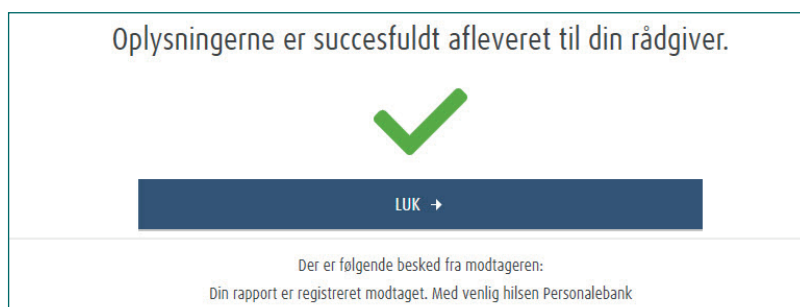 Oplysningerne er succesfuldt afleveret til din rådgiver.
LUK →
Der er følgende besked fra modtageren:
Din rapport er registreret modtaget. Med venlig hilsen Personalebank